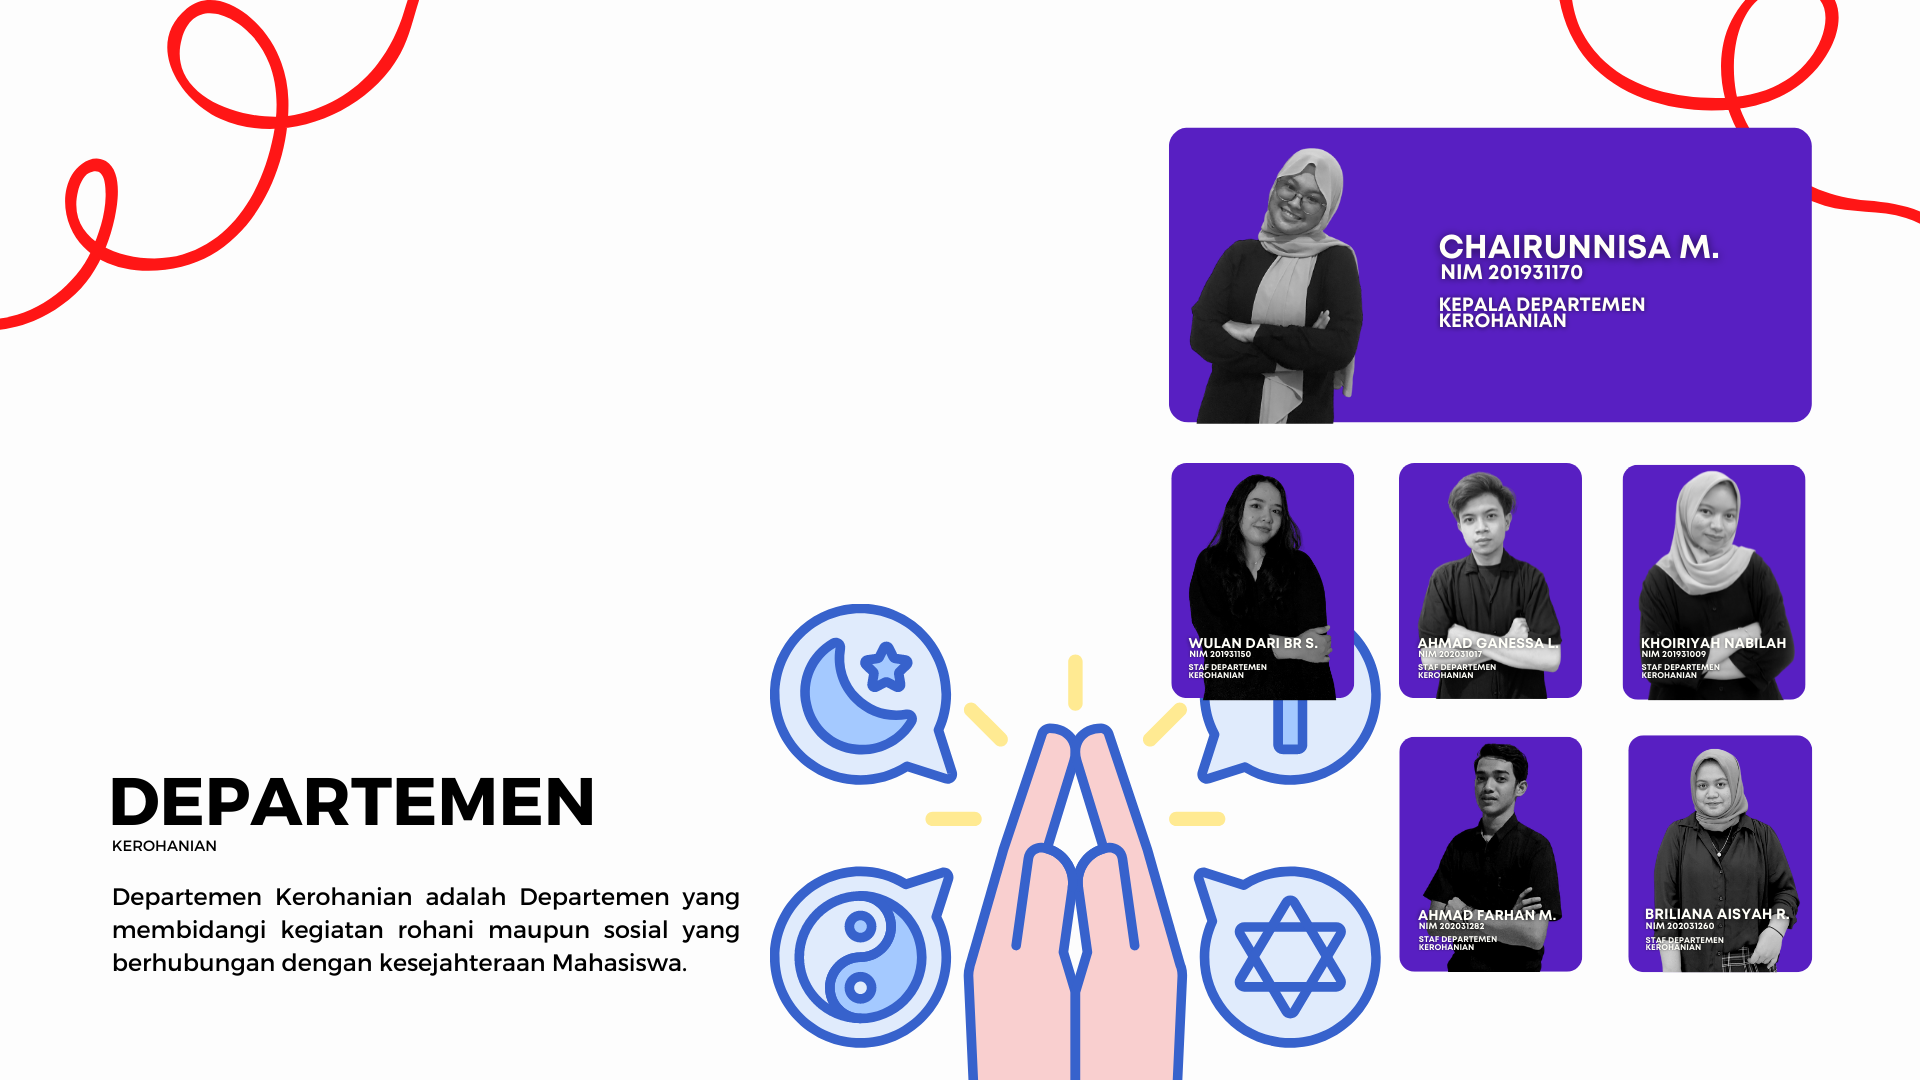 CHAIRUNNISA M.
NIM 201931170
KEPALA DEPARTEMEN
KEROHANIAN
WULAN DARI BR S.
NIM 201931150
STAF DEPARTEMEN
KEROHANIAN
AHMAD GANESSA L.
NIM 202031017
STAF DEPARTEMEN
KEROHANIAN
KHOIRIYAH NABILAH
NIM 201931009
STAF DEPARTEMEN
KEROHANIAN
DEPARTEMEN
KEROHANIAN
Departemen Kerohanian adalah Departemen yang
membidangi kegiatan rohani maupun sosial yang
berhubungan dengan kesejahteraan Mahasiswa.
AHMAD FARHAN M.
NIM 202031282
STAF DEPARTEMEN
KEROHANIAN
BRILIANA AISYAH R.
NIM 202031260
STAF DEPARTEMEN
KEROHANIAN